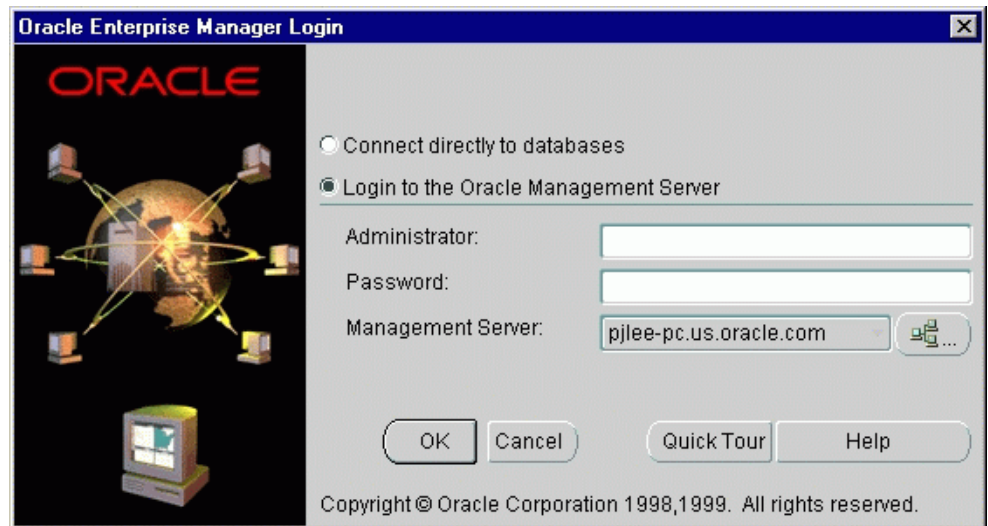 Oracle Enterprise Manager Login
ORACLE
Connect directly to databases
Login to the Oracle Management Server
Administrator:
Password:
Management Server: pjlee-pc.us.oracle.com ...
OK Cancel Quick Tour Help
Copyright © Oracle Corporation 1998,1999. All rights reserved.